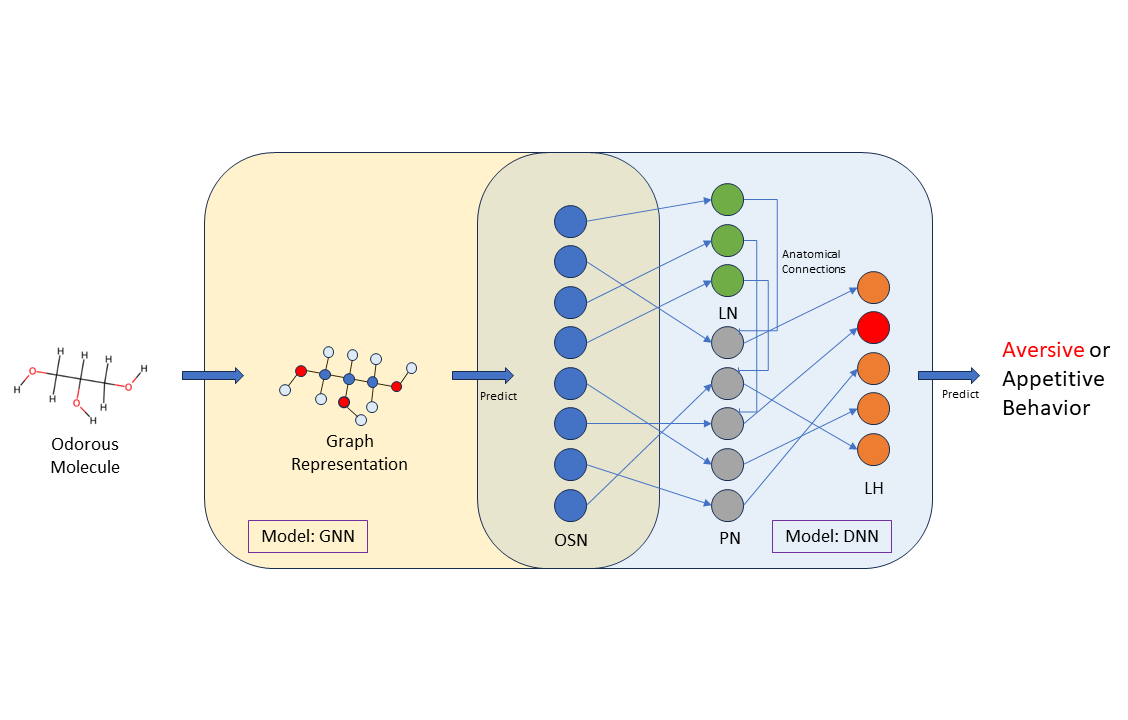 H
H
H
H
O
H
O
H
H
O
H
Odorous
Molecule
Graph
Representation
Model: GNN
Predict
OSN
LN
PN
Anatomical
Connections
LH
Model: DNN
Predict
Aversive or
Appetitive
Behavior